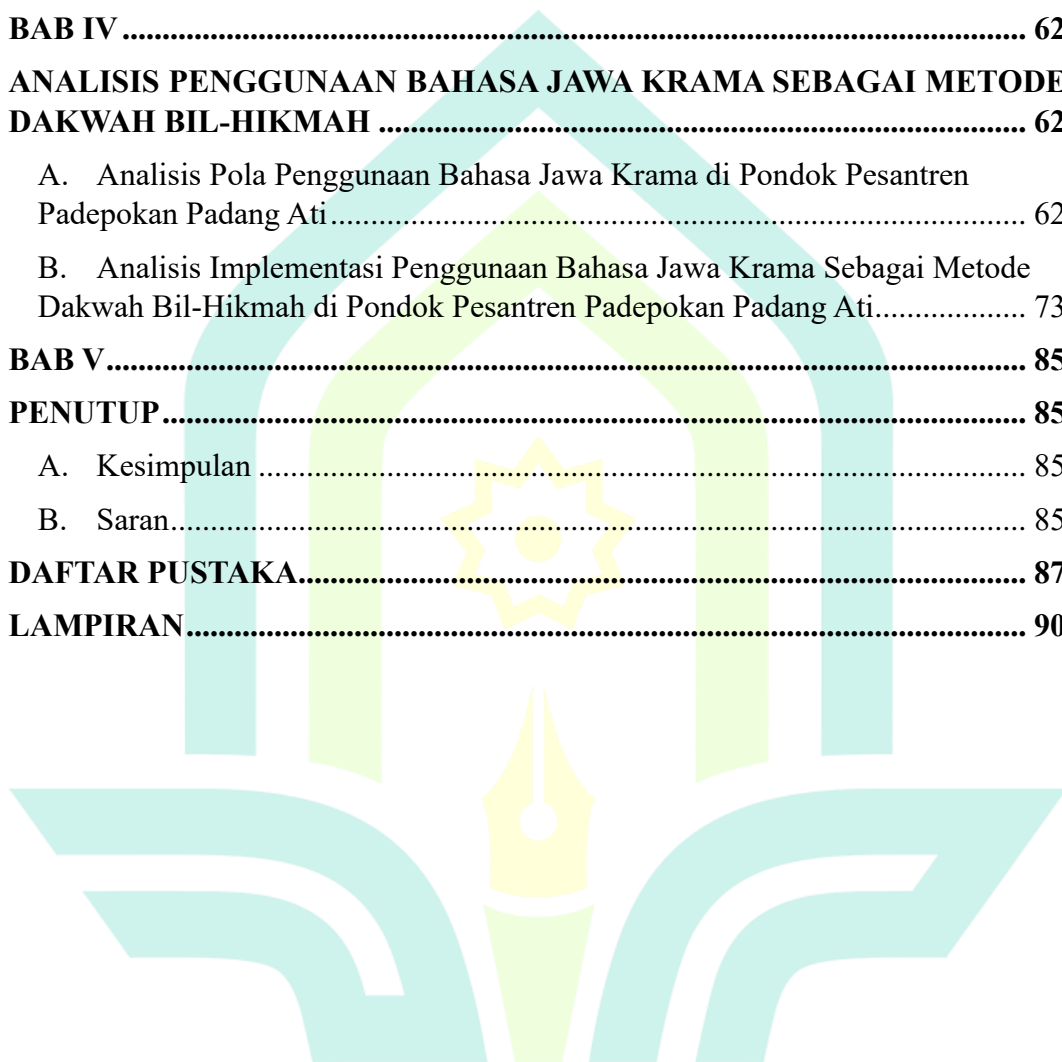 BAB IV ........................................................................................................... 62
ANALISIS PENGGUNAAN BAHASA JAWA KRAMA SEBAGAI METODE
DAKWAH BIL-HIKMAH ............................................................................. 62
A. Analisis Pola Penggunaan Bahasa Jawa Krama di Pondok Pesantren
Padepokan Padang Ati ................................................................................... 62
B. Analisis Implementasi Penggunaan Bahasa Jawa Krama Sebagai Metode
Dakwah Bil-Hikmah di Pondok Pesantren Padepokan Padang Ati .................. 73
BAB V ............................................................................................................. 85
PENUTUP ....................................................................................................... 85
A. Kesimpulan ........................................................................................... 85
B. Saran ...................................................................................................... 85
DAFTAR PUSTAKA ...................................................................................... 87
LAMPIRAN .................................................................................................... 90